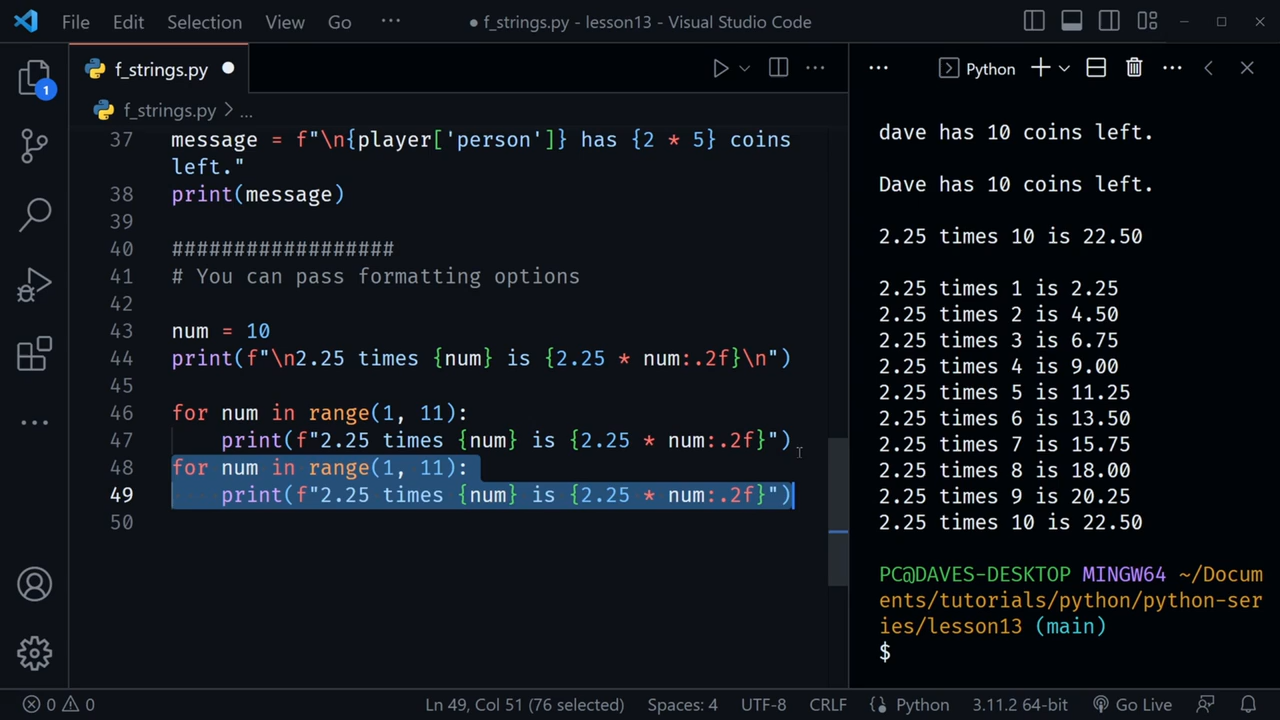 File Edit Selection View Go ··· ● f_strings.py - lesson13 - Visual Studio Code
f_strings.py ●
f_strings.py > ...
37 message = f"\n{player['person']} has {2 * 5} coins
left."
38 print(message)
39
40 ##################
41 # You can pass formatting options
42
43 num = 10
44 print(f"\n2.25 times {num} is {2.25 * num:.2f}\n")
45
46 for num in range(1, 11):
47 print(f"2.25 times {num} is {2.25 * num:.2f}")
48 for num in range(1, 11):
49 print(f"2.25 times {num} is {2.25 * num:.2f}")
50
1
Python
dave has 10 coins left.
Dave has 10 coins left.
2.25 times 10 is 22.50
2.25 times 1 is 2.25
2.25 times 2 is 4.50
2.25 times 3 is 6.75
2.25 times 4 is 9.00
2.25 times 5 is 11.25
2.25 times 6 is 13.50
2.25 times 7 is 15.75
2.25 times 8 is 18.00
2.25 times 9 is 20.25
2.25 times 10 is 22.50
PC@DAVES-DESKTOP MINGW64 ~/Docum
ents/tutorials/python/python-ser
ies/lesson13 (main)
$
0 0 Ln 49, Col 51 (76 selected) Spaces: 4 UTF-8 CRLF Python 3.11.2 64-bit Go Live